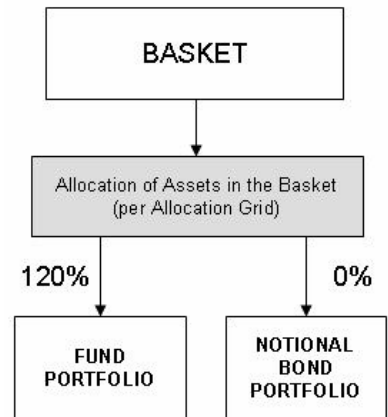 BASKET
Allocation of Assets in the Basket
(per Allocation Grid)
120%
0%
FUND
PORTFOLIO
NOTIONAL
BOND
PORTFOLIO